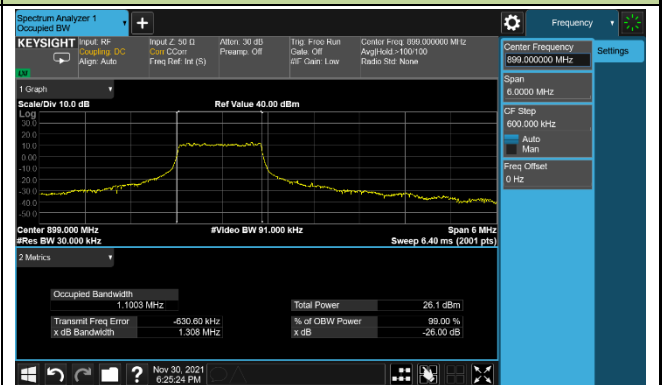 Spectrum Analyzer 1
Occupied BW
Frequency
KEYSIGHT
Input: RF
Coupling: DC
Align: Auto
Input Z: 50 Ω
Corr CCorr
Freq Ref: Int (S)
Atten: 30 dB
Preamp: Off
Trig: Free Run
Gate: Off
#IF Gain: Low
Center Freq: 899.000000 MHz
Avg|Hold:>100/100
Radio Std: None
Center Frequency
899.000000 MHz
Settings
Span
6.0000 MHz
CF Step
600.000 kHz
Auto
Man
Freq Offset
0 Hz
1 Graph
Scale/Div 10.0 dB
Ref Value 40.00 dBm
Log
30.0
20.0
10.0
0.00
-10.0
-20.0
-30.0
-40.0
-50.0
Center 899.000 MHz
#Video BW 91.000 kHz
Span 6 MHz
#Res BW 30.000 kHz
Sweep 6.40 ms (2001 pts)
2 Metrics
Occupied Bandwidth
1.1003 MHz
Total Power
26.1 dBm
Transmit Freq Error
-630.60 kHz
% of OBW Power
99.00 %
x dB Bandwidth
1.308 MHz
x dB
-26.00 dB
?
Nov 30, 2021
6:25:24 PM